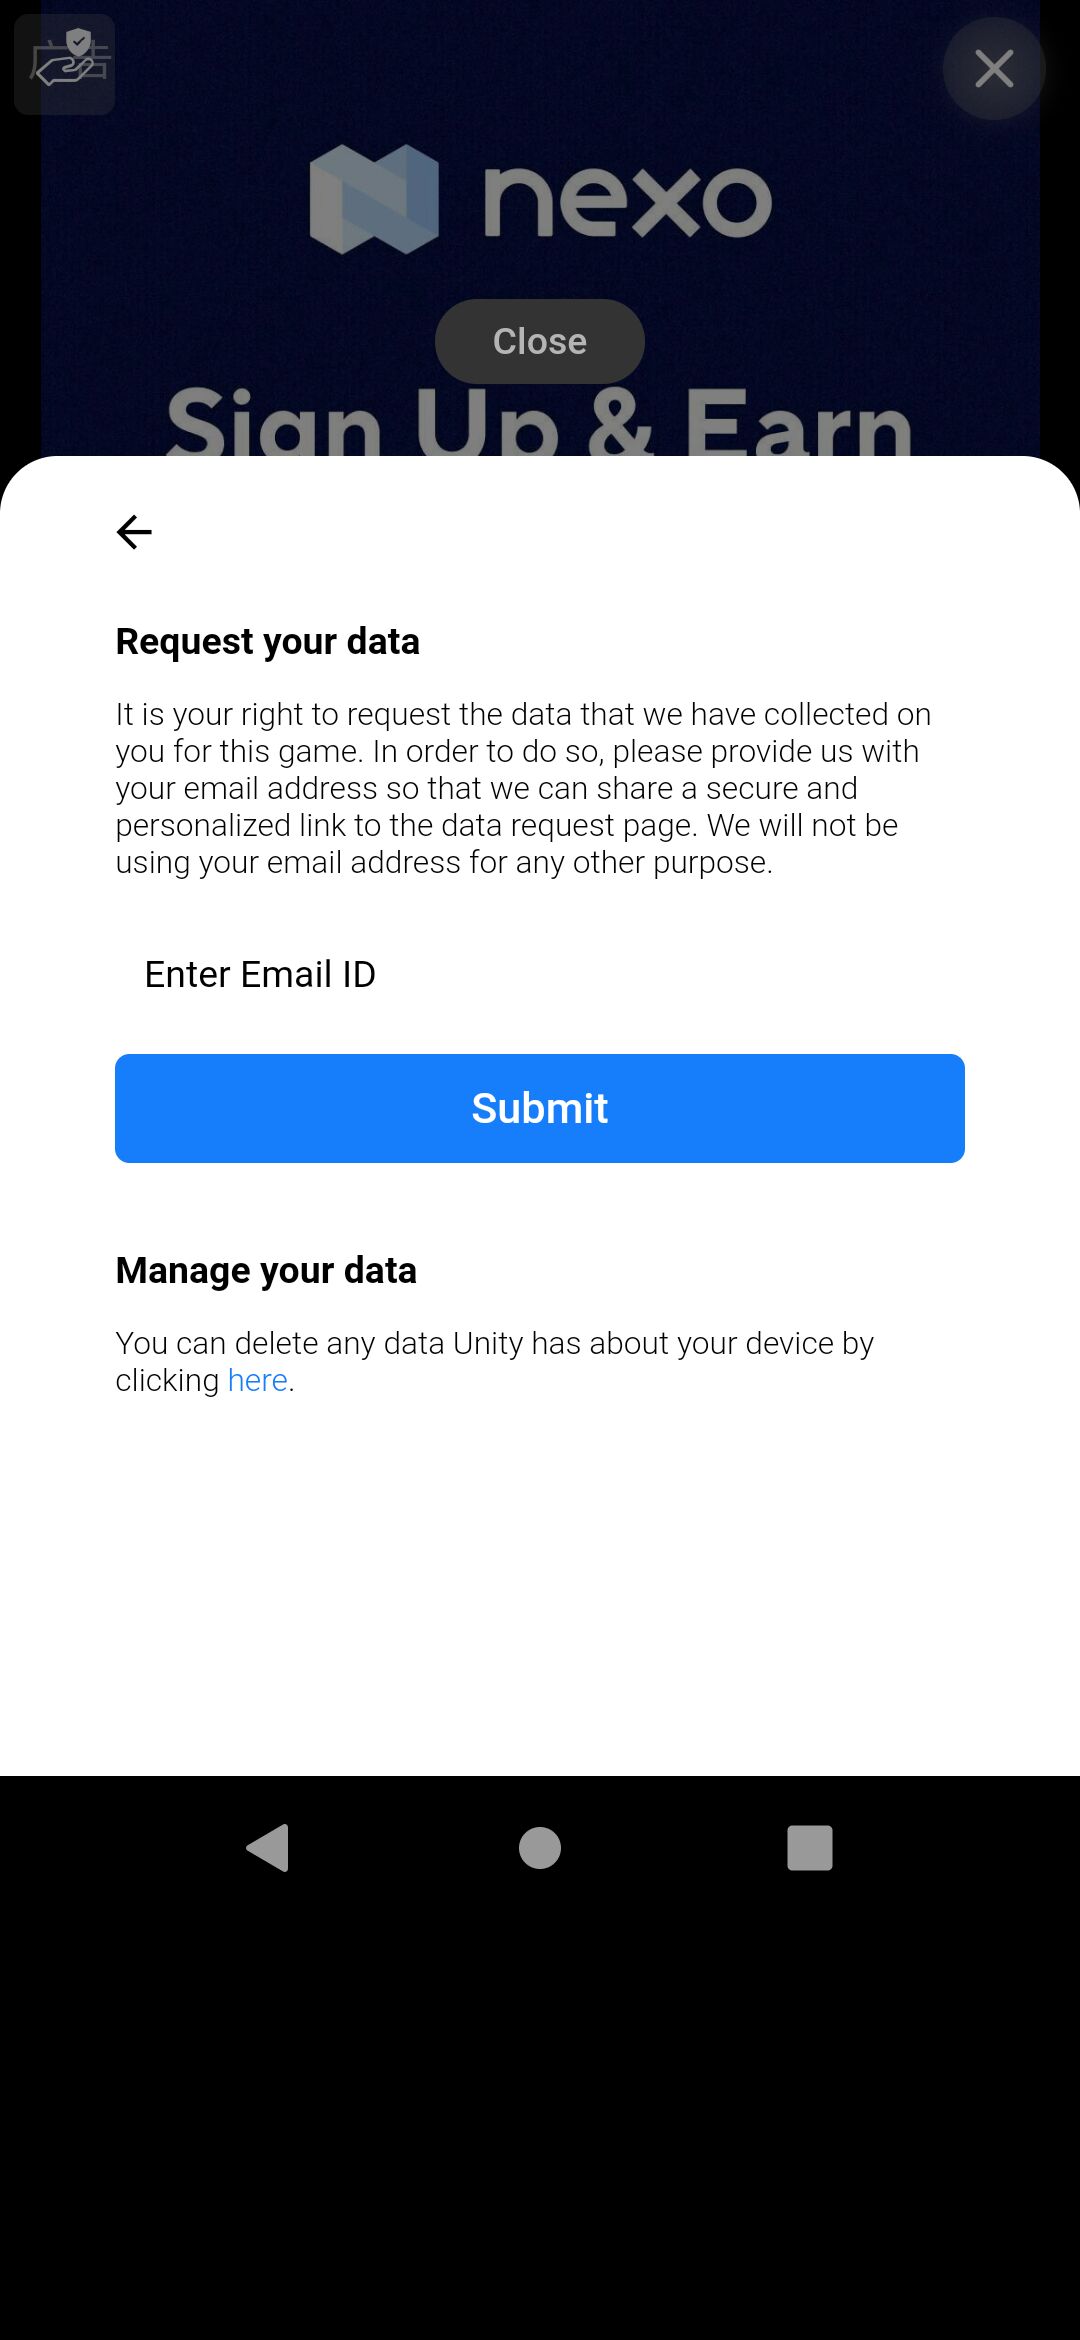 广告
nexo
Close
Sign Up & Earn
Request your data
It is your right to request the data that we have collected on
you for this game. In order to do so, please provide us with
your email address so that we can share a secure and
personalized link to the data request page. We will not be
using your email address for any other purpose.
Enter Email ID
Submit
Manage your data
You can delete any data Unity has about your device by
clicking here.